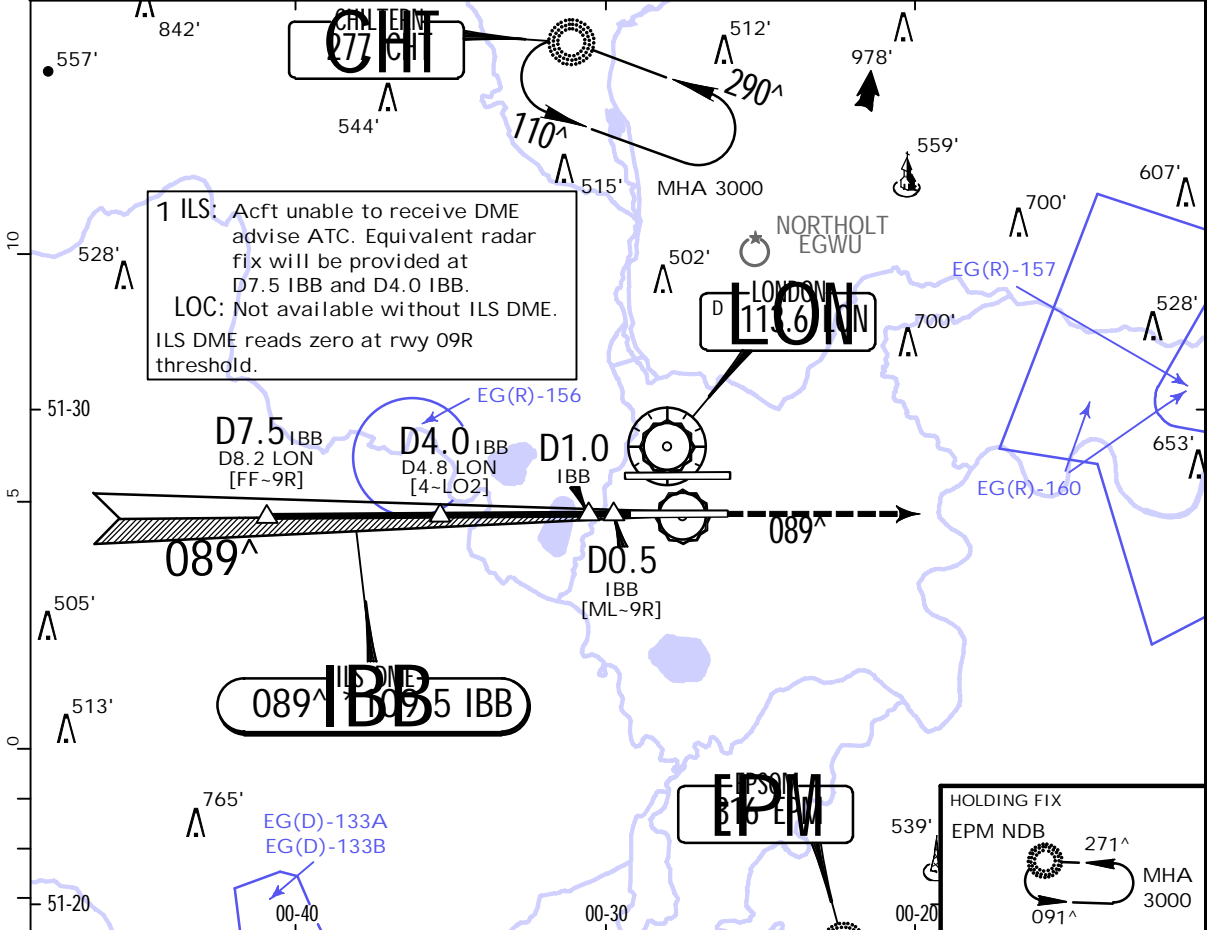 842'
557'
CHILTERN
277 CHT
CHT
544'
512'
978'
290^
110^
515'
MHA 3000
559'
607'
700'
NORTHOLT
EGWU
1 ILS: Acft unable to receive DME
advise ATC. Equivalent radar
fix will be provided at
D7.5 IBB and D4.0 IBB.
LOC: Not available without ILS DME.
ILS DME reads zero at rwy 09R
threshold.
10
528'
502'
EG(R)-157
LONDON
D 113.6 LON
LON
700'
528'
51-30
EG(R)-156
D7.5 IBB
D8.2 LON
[FF~9R]
D4.0 IBB
D4.8 LON
[4~LO2]
D1.0
IBB
653'
EG(R)-160
5
089^
089^
D0.5
IBB
[ML~9R]
505'
ILS DME
089^ * 109.5 IBB
IBB
513'
0
765'
EPSOM
316 EPM
EPM
EG(D)-133A
EG(D)-133B
539'
HOLDING FIX
EPM NDB
271^
MHA
3000
091^
51-20
00-40
00-30
00-20